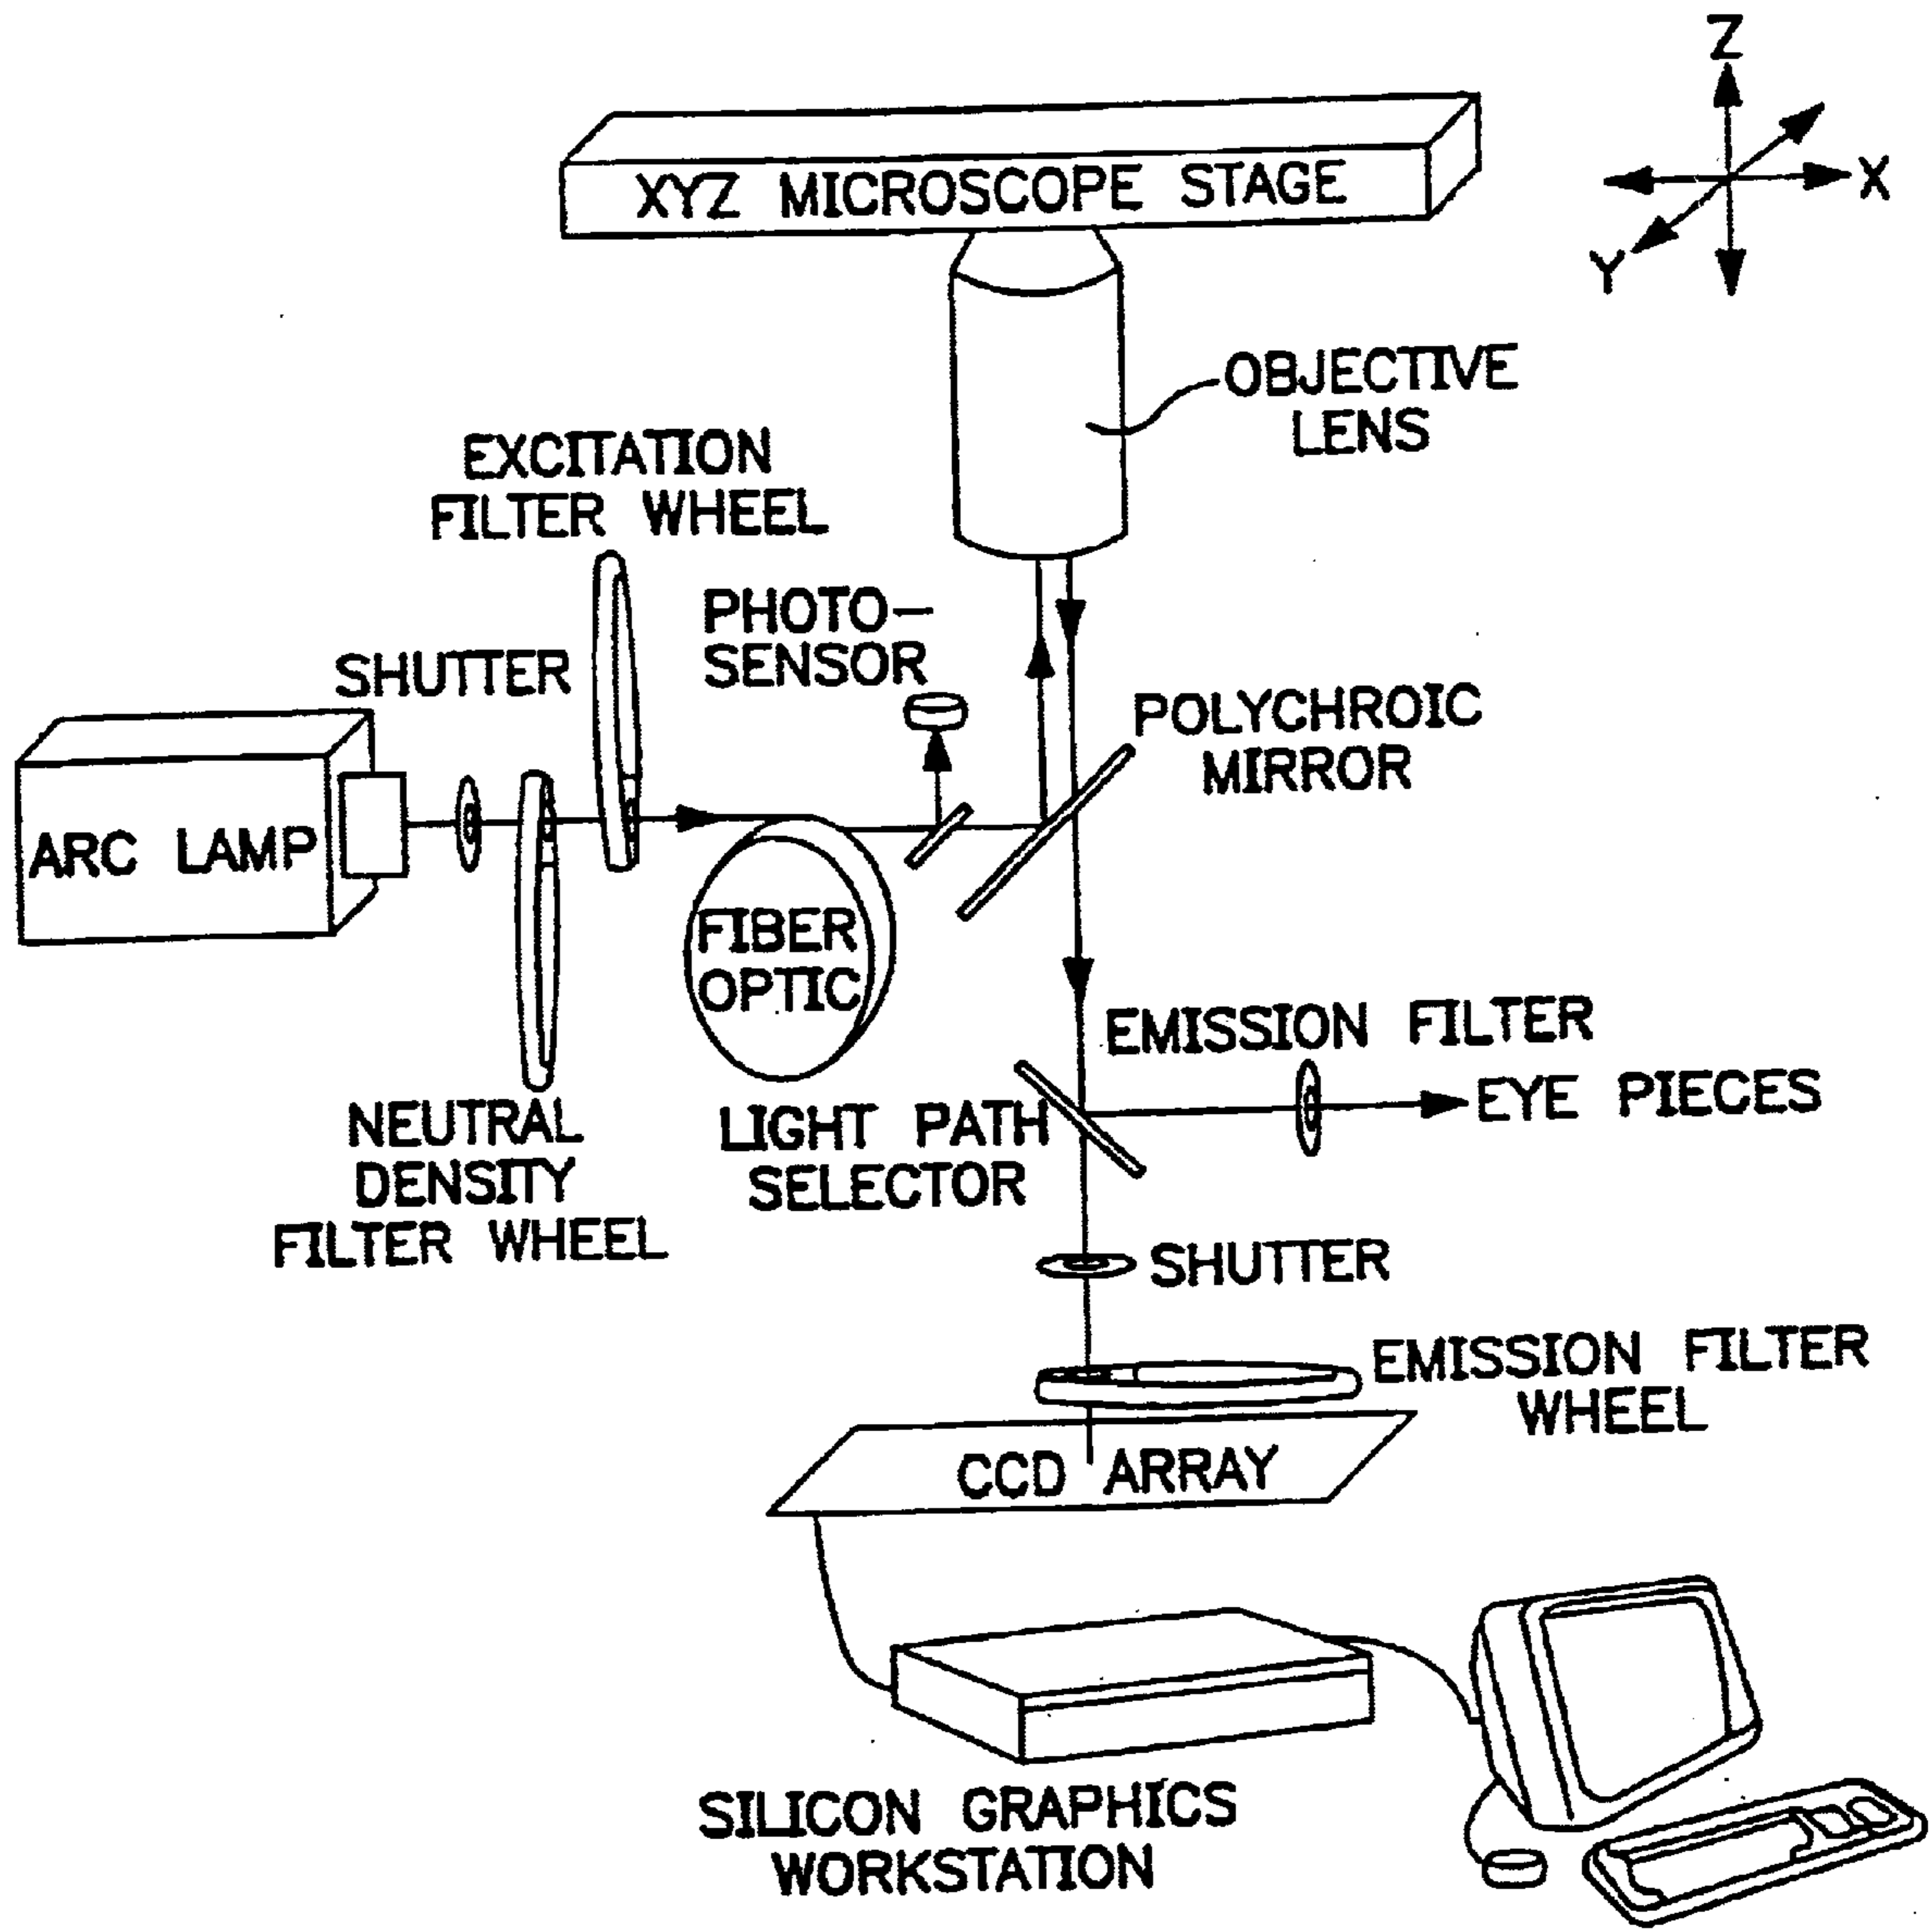 Z
XYZ MICROSCOPE STAGE
X
Y
OBJECTIVE
LENS
EXCITATION
FILTER WHEEL
PHOTO-
SENSOR
SHUTTER
POLYCHROIC
MIRROR
ARC LAMP
FIBER
OPTIC
EMISSION FILTER
EYE PIECES
NEUTRAL
DENSITY
FILTER WHEEL
LIGHT PATH
SELECTOR
SHUTTER
EMISSION FILTER
WHEEL
CCD ARRAY
SILICON GRAPHICS
WORKSTATION